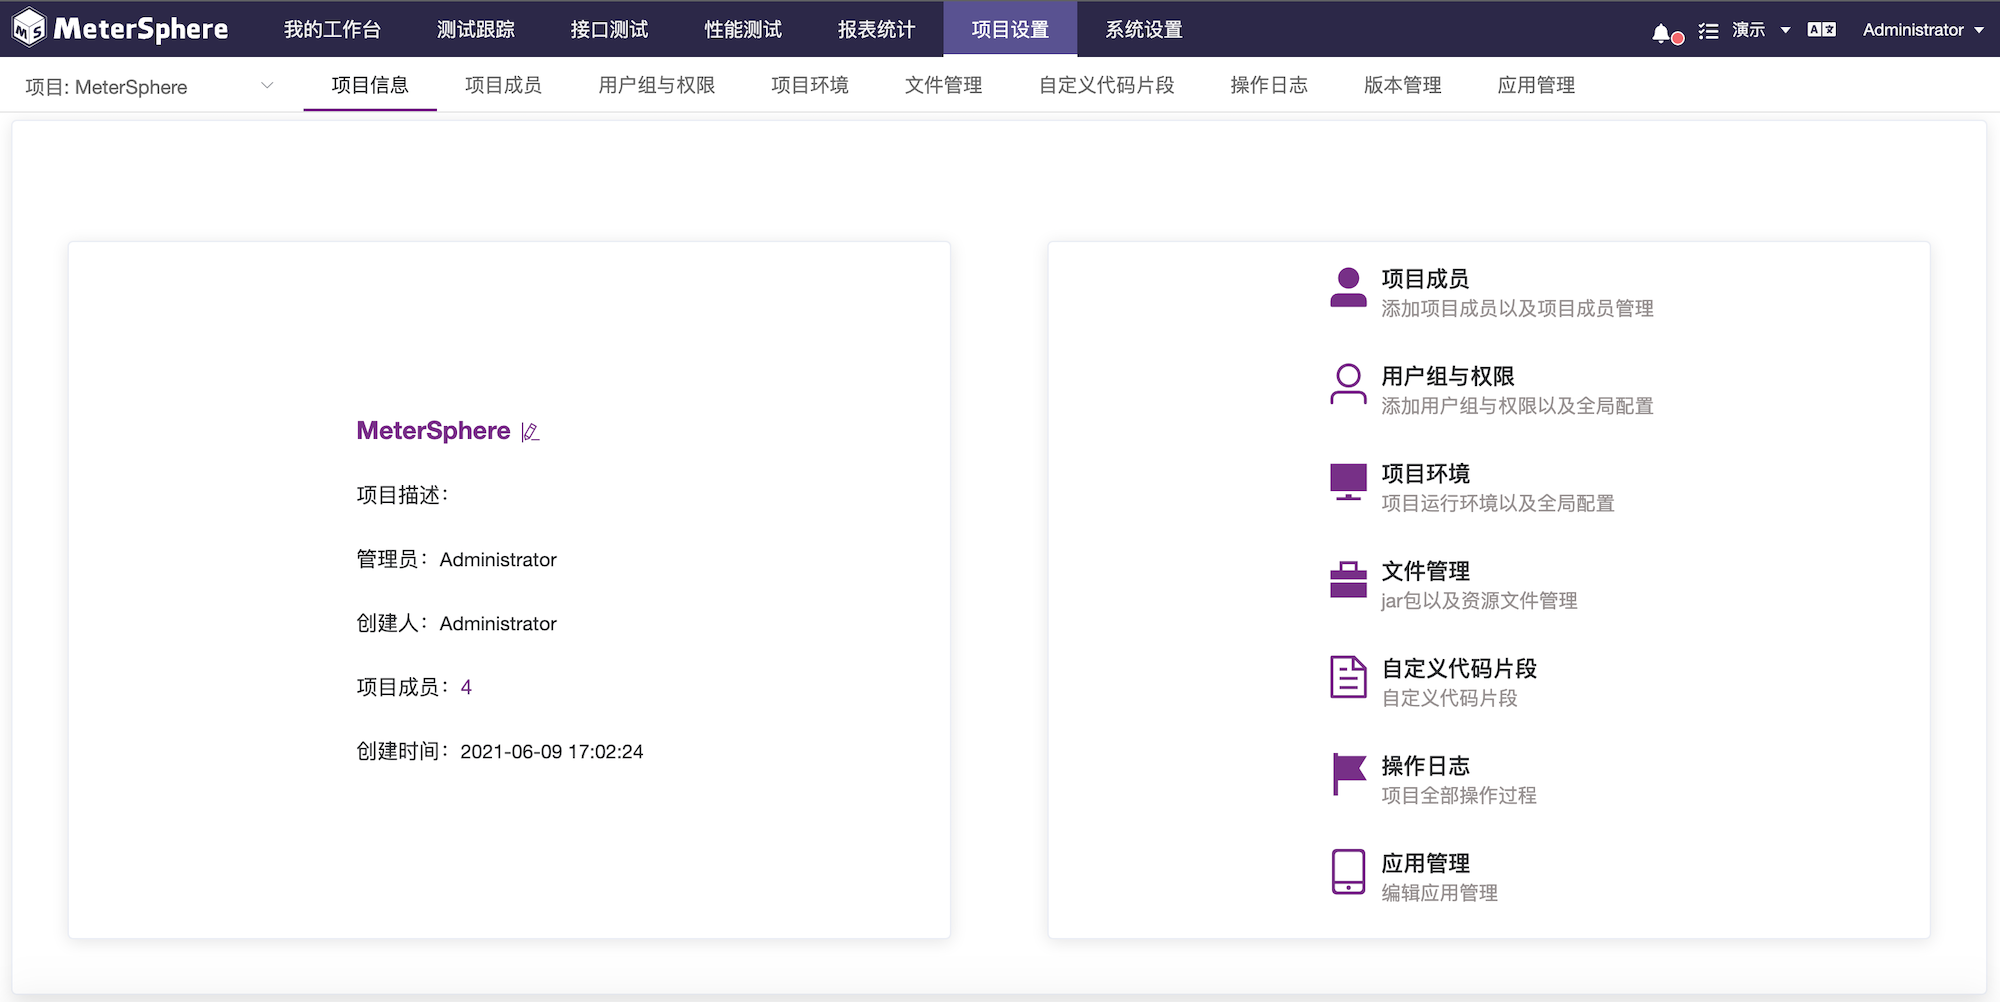 MeterSphere 我的工作台 测试跟踪 接口测试 性能测试 报表统计 项目设置 系统设置 演示 Administrator
项目: MeterSphere 项目信息 项目成员 用户组与权限 项目环境 文件管理 自定义代码片段 操作日志 版本管理 应用管理
MeterSphere
项目描述：
管理员：Administrator
创建人：Administrator
项目成员：4
创建时间：2021-06-09 17:02:24
项目成员
添加项目成员以及项目成员管理
用户组与权限
添加用户组与权限以及全局配置
项目环境
项目运行环境以及全局配置
文件管理
jar包以及资源文件管理
自定义代码片段
自定义代码片段
操作日志
项目全部操作过程
应用管理
编辑应用管理